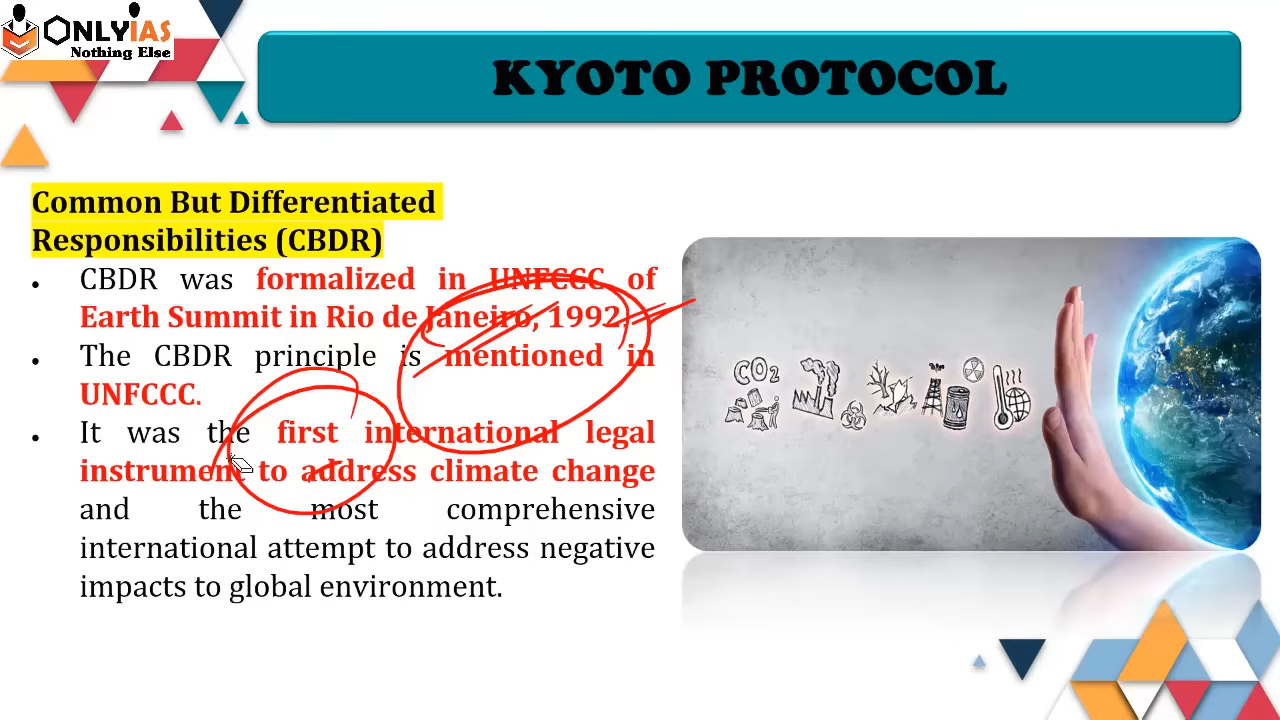 ONLYIAS
Nothing Else
KYOTO PROTOCOL
Common But Differentiated
Responsibilities (CBDR)
• CBDR was formalized in UNFCCC of
Earth Summit in Rio de Janeiro, 1992.
• The CBDR principle is mentioned in
UNFCCC.
• It was the first international legal
instrument to address climate change
and the most comprehensive
international attempt to address negative
impacts to global environment.
CO2